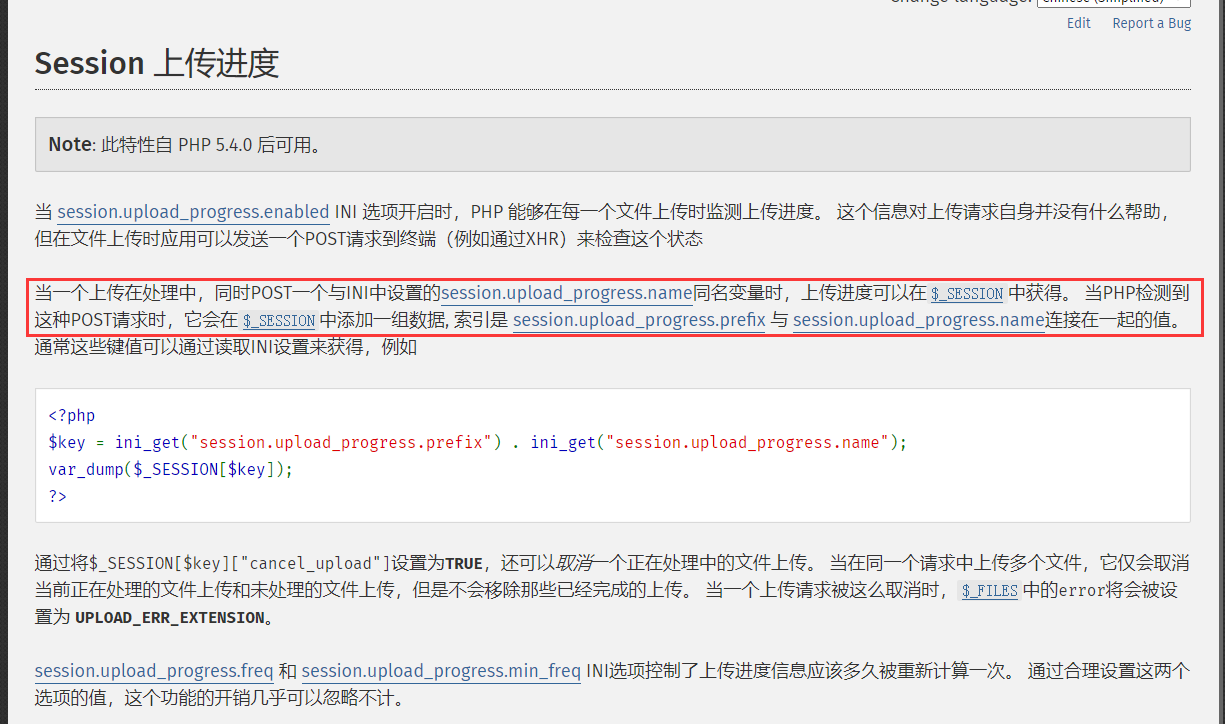 Change language: Chinese (Simplified)
Edit Report a Bug
Session 上传进度
Note: 此特性自 PHP 5.4.0 后可用。
当 session.upload_progress.enabled INI 选项开启时，PHP 能够在每一个文件上传时监测上传进度。 这个信息对上传请求自身并没有什么帮助，
但在文件上传时应用可以发送一个POST请求到终端（例如通过XHR）来检查这个状态
当一个上传在处理中，同时POST一个与INI中设置的session.upload_progress.name同名变量时，上传进度可以在 $_SESSION 中获得。 当PHP检测到
这种POST请求时，它会在 $_SESSION 中添加一组数据, 索引是 session.upload_progress.prefix 与 session.upload_progress.name连接在一起的值。
通常这些键值可以通过读取INI设置来获得，例如
<?php
$key = ini_get("session.upload_progress.prefix") . ini_get("session.upload_progress.name");
var_dump($_SESSION[$key]);
?>
通过将$_SESSION[$key]["cancel_upload"]设置为TRUE，还可以取消一个正在处理中的文件上传。 当在同一个请求中上传多个文件，它仅会取消
当前正在处理的文件上传和未处理的文件上传，但是不会移除那些已经完成的上传。 当一个上传请求被这么取消时，$_FILES 中的error将会被设
置为 UPLOAD_ERR_EXTENSION。
session.upload_progress.freq 和 session.upload_progress.min_freq INI选项控制了上传进度信息应该多久被重新计算一次。 通过合理设置这两个
选项的值，这个功能的开销几乎可以忽略不计。